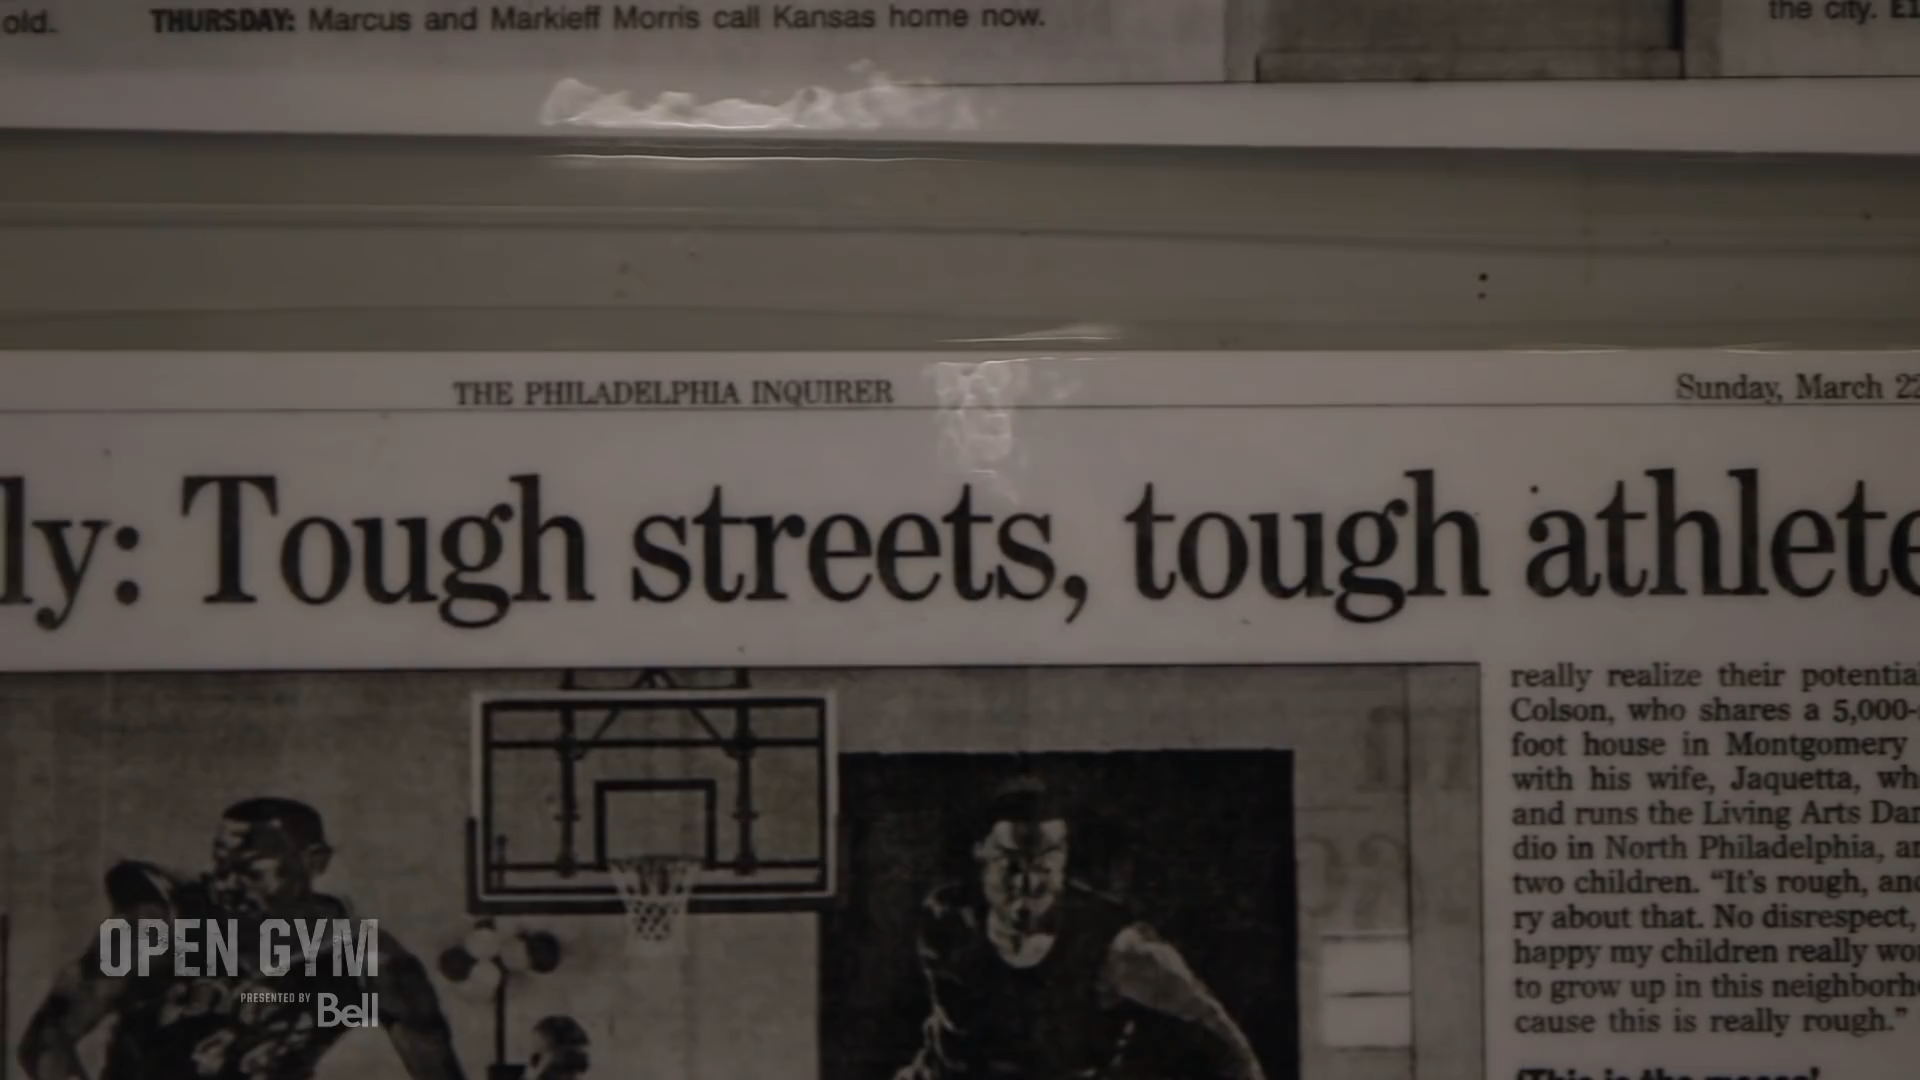 old.
THURSDAY: Marcus and Markieff Morris call Kansas home now.
the city. E1
THE PHILADELPHIA INQUIRER
Sunday, March 22
ly: Tough streets, tough athlete
really realize their potential
Colson, who shares a 5,000-
foot house in Montgomery
with his wife, Jaquetta, wh
and runs the Living Arts Dan
dio in North Philadelphia, an
two children. “It’s rough, and
ry about that. No disrespect,
happy my children really wo
to grow up in this neighborh
cause this is really rough.”
OPEN GYM
PRESENTED BY Bell